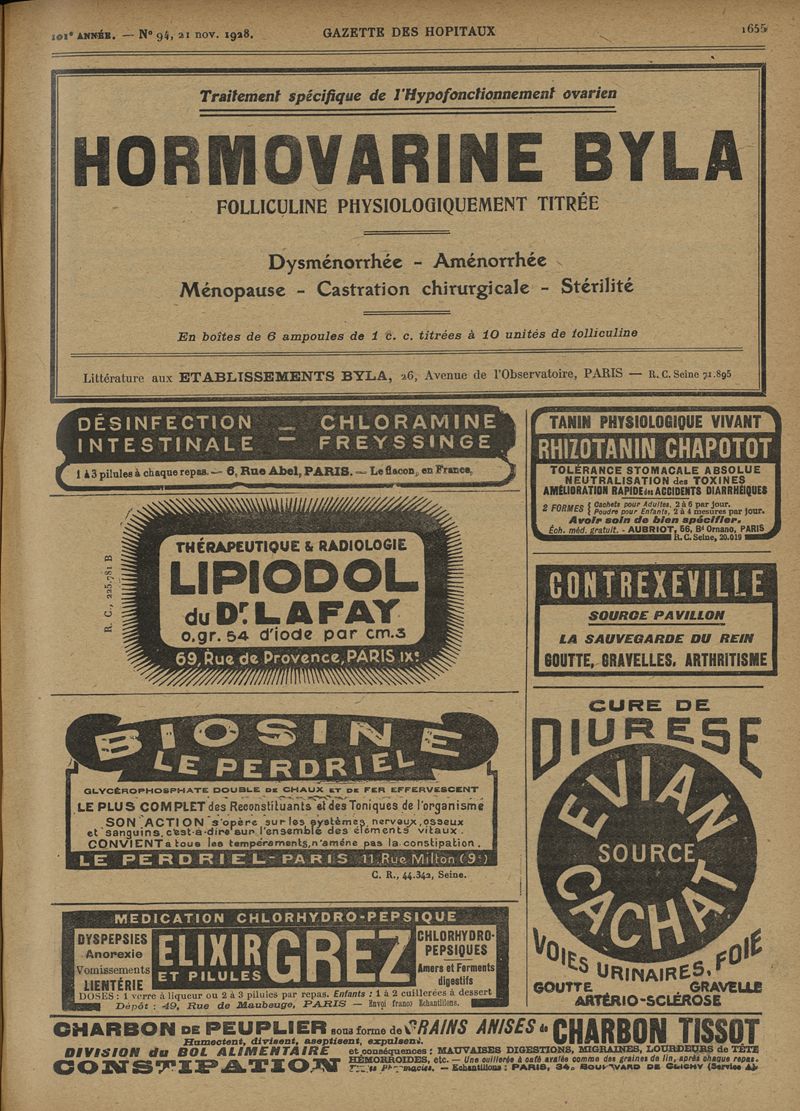 101e ANNÉE. — No 94, 21 nov. 1928.
GAZETTE DES HOPITAUX
1655
Traitement spécifique de l'Hypofonctionnement ovarien
HORMOVARINE BYLA
FOLLICULINE PHYSIOLOGIQUEMENT TITRÉE
Dysménorrhée - Aménorrhée
Ménopause - Castration chirurgicale - Stérilité
En boîtes de 6 ampoules de 1 c. c. titrées à 10 unités de folliculine
Littérature aux ETABLISSEMENTS BYLA, 26, Avenue de l'Observatoire, PARIS — R. C. Seine 71.895
DÉSINFECTION — CHLORAMINE
INTESTINALE = FREYSSINGE
1 à 3 pilules à chaque repas. — 6, Rue Abel, PARIS. — Le flacon, en France,
R. C., 225.781 B
THÉRAPEUTIQUE & RADIOLOGIE
LIPIODOL
du Dr. LAFAY
0.gr. 54 d'iode par cm.3
69, Rue de Provence, PARIS IXe
BIOSINE
LE PERDRIEL
GLYCÉROPHOSPHATE DOUBLE DE CHAUX ET DE FER EFFERVESCENT
LE PLUS COMPLET des Reconstituants et des Toniques de l'organisme
SON ACTION s'opère sur les systèmes nerveux, osseux
et sanguins, c'est-à-dire sur l'ensemble des éléments vitaux.
CONVIENT a tous les tempéraments, n'amène pas la constipation.
LE PERDRIEL - PARIS 11, Rue Milton (9e)
C. R., 44.342, Seine.
MEDICATION CHLORHYDRO-PEPSIQUE
DYSPEPSIES
Anorexie
Vomissements
LIENTÉRIE
ELIXIR
ET PILULES
GREZ
CHLORHYDRO-
PEPSIQUES
Amers et Ferments
digestifs
DOSES : 1 verre à liqueur ou 2 à 3 pilules par repas. Enfants : 1 à 2 cuillerées à dessert
Dépôt : 49, Rue de Maubeuge, PARIS — Envoi franco Echantillons.
TANIN PHYSIOLOGIQUE VIVANT
RHIZOTANIN CHAPOTOT
TOLÉRANCE STOMACALE ABSOLUE
NEUTRALISATION des TOXINES
AMÉLIORATION RAPIDE des ACCIDENTS DIARRHÉIQUES
2 FORMES { Cachets pour Adultes, 2 à 6 par jour.
{ Poudre pour Enfants, 2 à 4 mesures par jour.
Avoir soin de bien spécifier.
Éch. méd. gratuit. - AUBRIOT, 56, Bd Ornano, PARIS
R. C. Seine, 20.019
CONTREXEVILLE
SOURCE PAVILLON
LA SAUVEGARDE DU REIN
GOUTTE, GRAVELLES, ARTHRITISME
CURE DE
DIURESE
EVIAN
SOURCE
CACHAT
VOIES URINAIRES, FOIE
GOUTTE GRAVELLE
ARTÉRIO-SCLÉROSE
CHARBON DE PEUPLIER sous forme de GRAINS ANISÉS de CHARBON TISSOT
Humectent, divisent, aseptisent, expulsent.
DIVISION du BOL ALIMENTAIRE et conséquences : MAUVAISES DIGESTIONS, MIGRAINES, LOURDEURS de TÊTE
HÉMORROIDES, etc. — Une cuillerée à café avalée comme des graines de lin, après chaque repas.
CONSTIPATION Toutes Pharmacies. — Echantillons : PARIS, 34, BOULEVARD DE CLICHY (Service A).